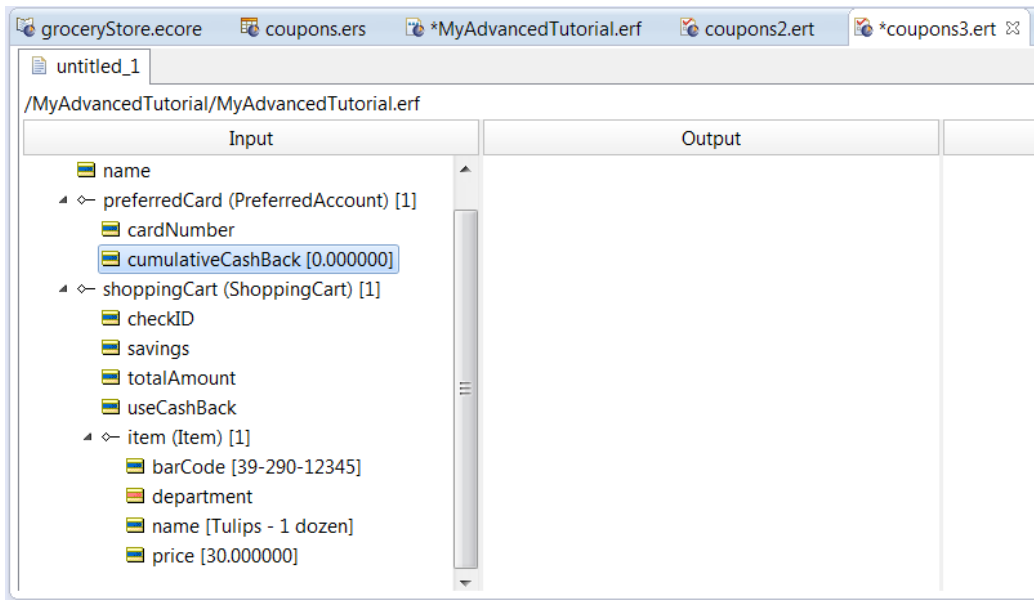 groceryStore.ecore coupons.ers *MyAdvancedTutorial.erf coupons2.ert *coupons3.ert
untitled_1
/MyAdvancedTutorial/MyAdvancedTutorial.erf
Input Output
name
preferredCard (PreferredAccount) [1]
cardNumber
cumulativeCashBack [0.000000]
shoppingCart (ShoppingCart) [1]
checkID
savings
totalAmount
useCashBack
item (Item) [1]
barCode [39-290-12345]
department
name [Tulips - 1 dozen]
price [30.000000]